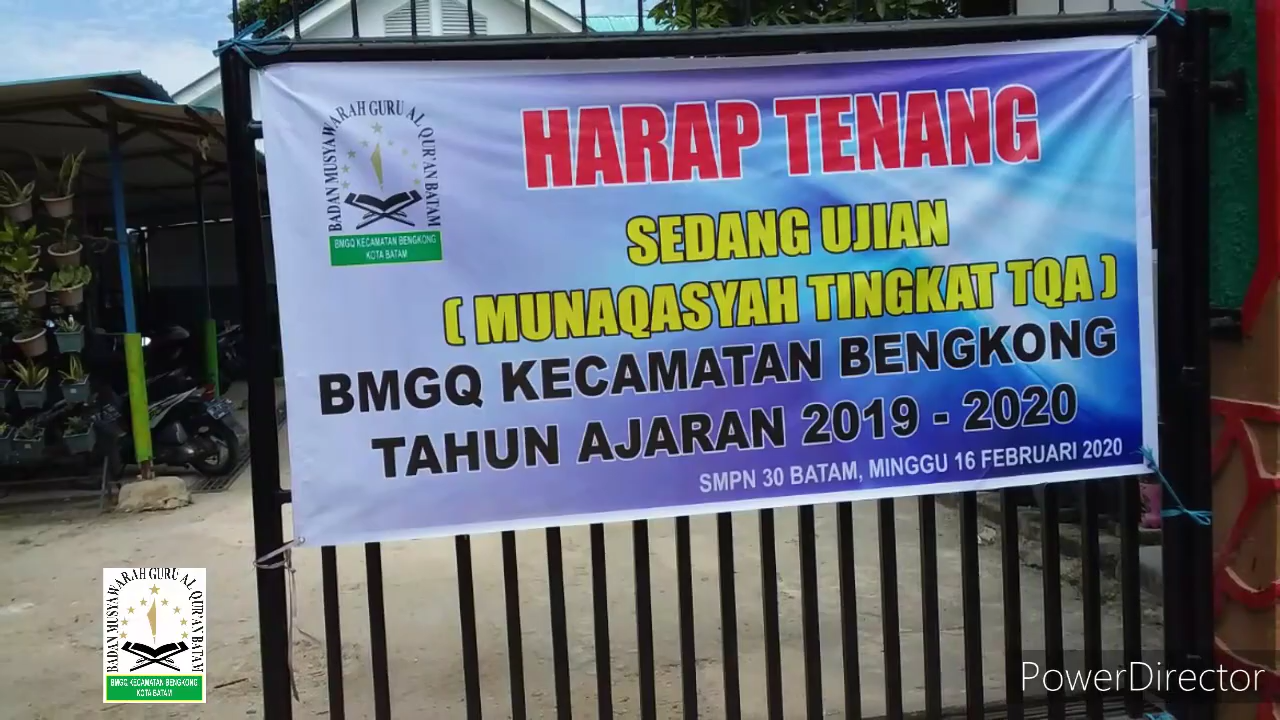 BADAN MUSYAWARAH GURU AL QUR'AN BATAM
BMGQ KECAMATAN BENGKONG
KOTA BATAM
HARAP TENANG
SEDANG UJIAN
( MUNAQASYAH TINGKAT TQA )
BMGQ KECAMATAN BENGKONG
TAHUN AJARAN 2019 - 2020
SMPN 30 BATAM, MINGGU 16 FEBRUARI 2020
BADAN MUSYAWARAH GURU AL QUR'AN BATAM
BMGQ KECAMATAN BENGKONG
KOTA BATAM
PowerDirector